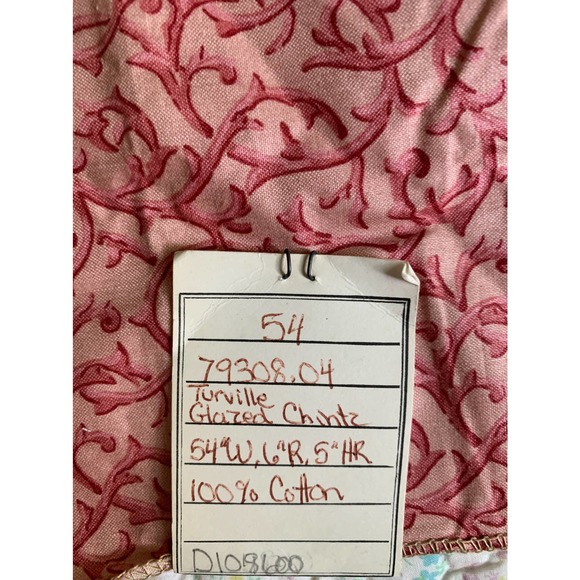 54
79308.04
Turville
Glazed Chintz
54"W, 6"R, 5"HR
100% Cotton
D108600